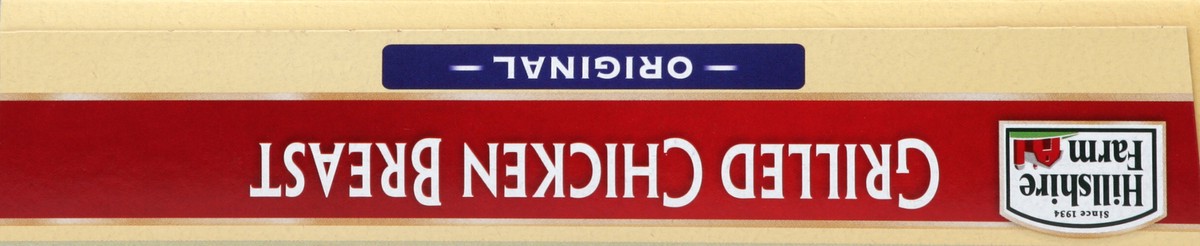 Since 1934
Hillshire
Farm
GRILLED CHICKEN BREAST
— ORIGINAL —